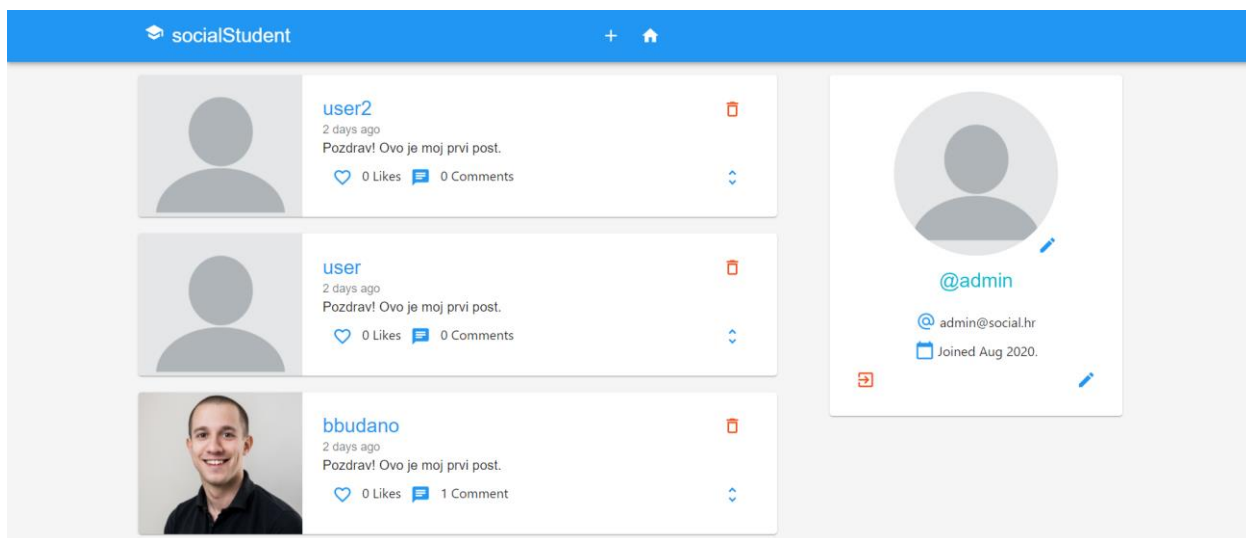 socialStudent
user2
2 days ago
Pozdrav! Ovo je moj prvi post.
0 Likes 0 Comments
user
2 days ago
Pozdrav! Ovo je moj prvi post.
0 Likes 0 Comments
bbudano
2 days ago
Pozdrav! Ovo je moj prvi post.
0 Likes 1 Comment
@admin
admin@social.hr
Joined Aug 2020.